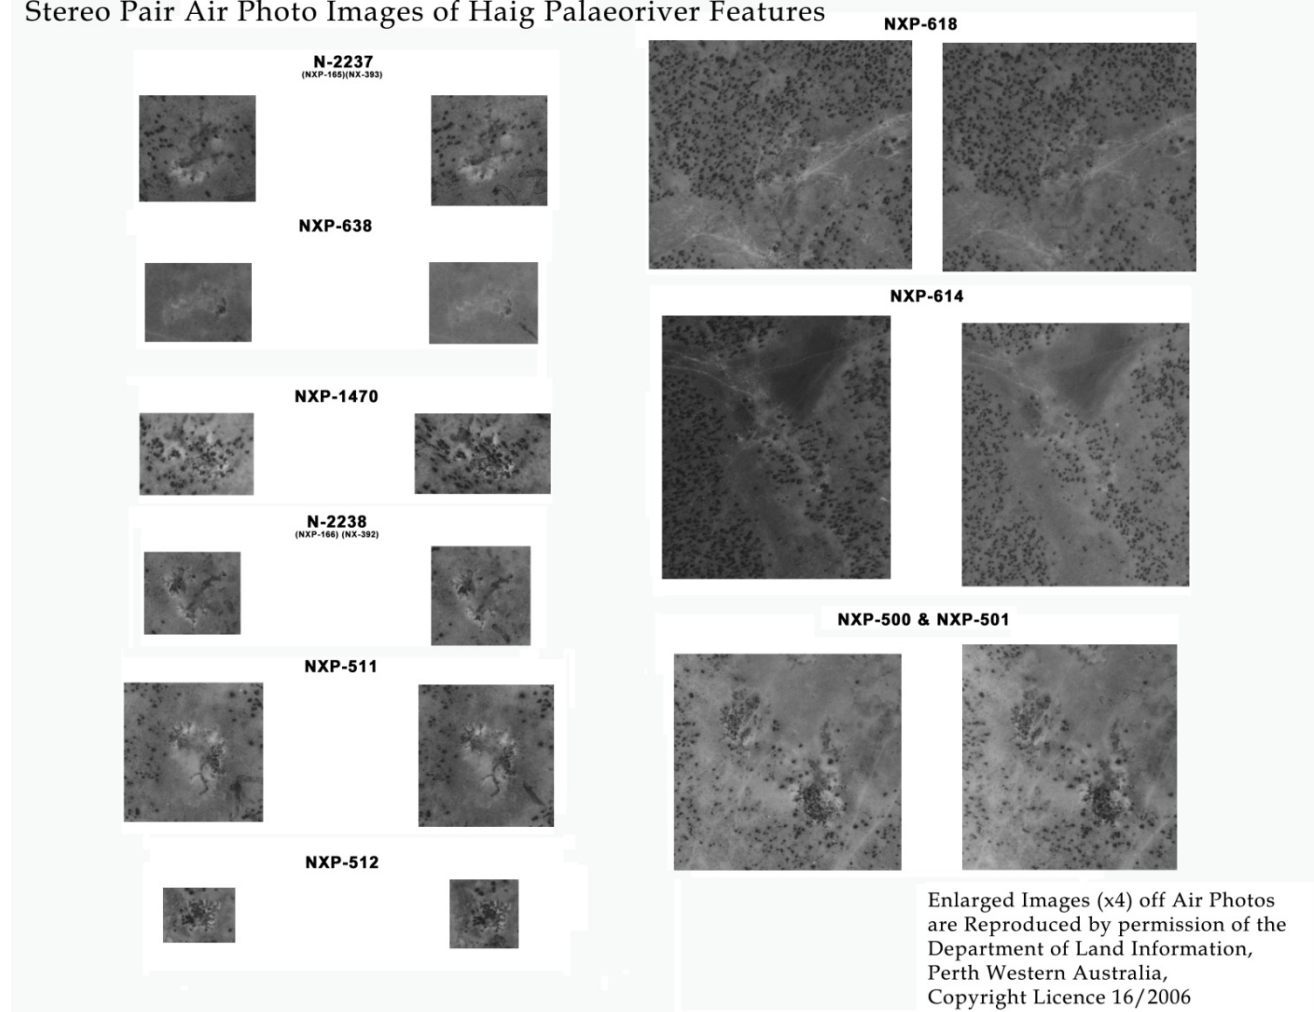 Stereo Pair Air Photo Images of Haig Palaeoriver Features
N-2237
(NXP-165)(NX-393)
NXP-638
NXP-1470
N-2238
(NXP-166) (NX-392)
NXP-511
NXP-512
NXP-618
NXP-614
NXP-500 & NXP-501
Enlarged Images (x4) off Air Photos
are Reproduced by permission of the
Department of Land Information,
Perth Western Australia,
Copyright Licence 16/2006